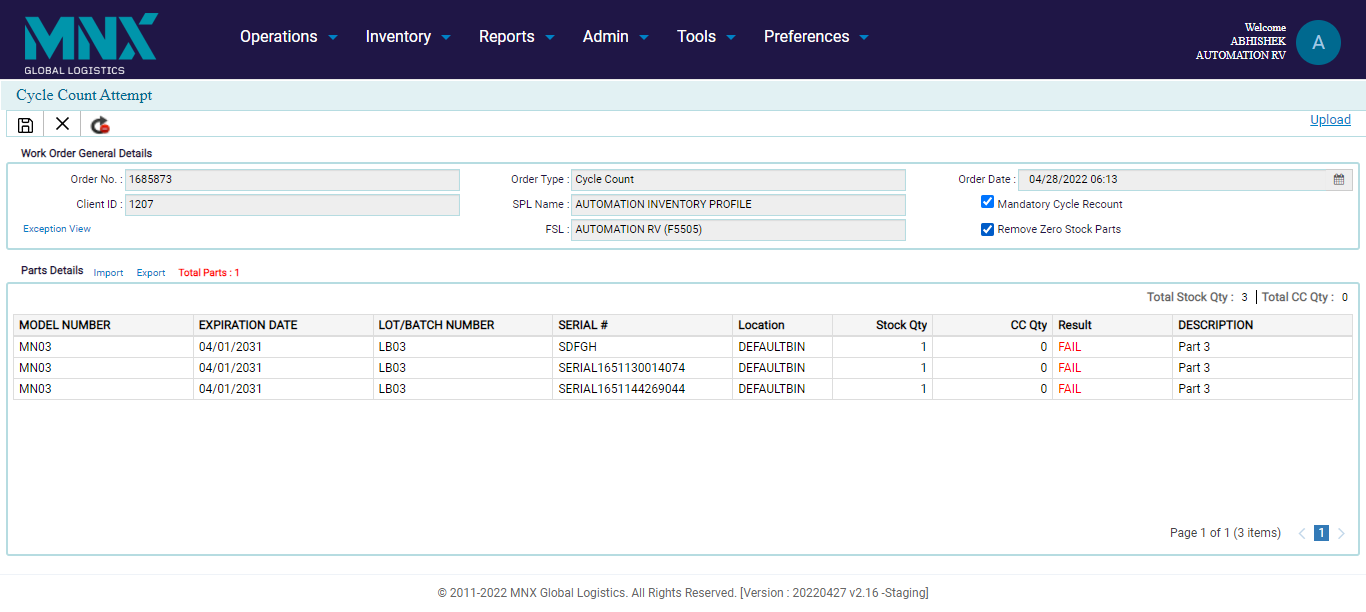 MNX
GLOBAL LOGISTICS
Operations Inventory Reports Admin Tools Preferences
Welcome
ABHISHEK
AUTOMATION RV
A
Cycle Count Attempt
Upload
Work Order General Details
Order No. : 1685873 Order Type : Cycle Count Order Date : 04/28/2022 06:13
Client ID : 1207 SPL Name : AUTOMATION INVENTORY PROFILE Mandatory Cycle Recount
Exception View FSL : AUTOMATION RV (F5505) Remove Zero Stock Parts
Parts Details Import Export Total Parts : 1
Total Stock Qty : 3 Total CC Qty : 0
MODEL NUMBER EXPIRATION DATE LOT/BATCH NUMBER SERIAL # Location Stock Qty CC Qty Result DESCRIPTION
MN03 04/01/2031 LB03 SDFGH DEFAULTBIN 1 0 FAIL Part 3
MN03 04/01/2031 LB03 SERIAL1651130014074 DEFAULTBIN 1 0 FAIL Part 3
MN03 04/01/2031 LB03 SERIAL1651144269044 DEFAULTBIN 1 0 FAIL Part 3
Page 1 of 1 (3 items) 1
© 2011-2022 MNX Global Logistics. All Rights Reserved. [Version : 20220427 v2.16 -Staging]